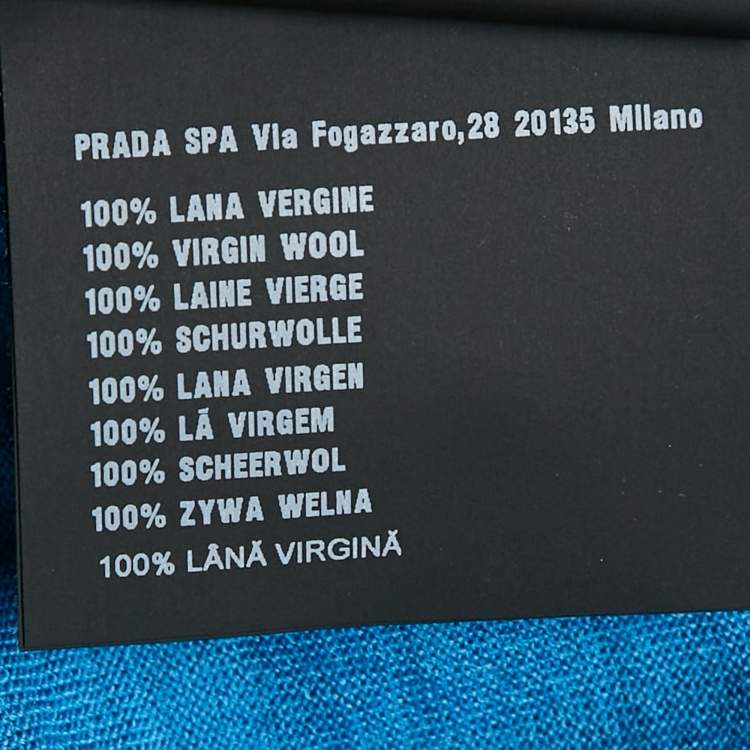 PRADA SPA Via Fogazzaro,28 20135 Milano
100% LANA VERGINE
100% VIRGIN WOOL
100% LAINE VIERGE
100% SCHURWOLLE
100% LANA VIRGEN
100% LÃ VIRGEM
100% SCHEERWOL
100% ZYWA WELNA
100% LÂNĂ VIRGINĂ